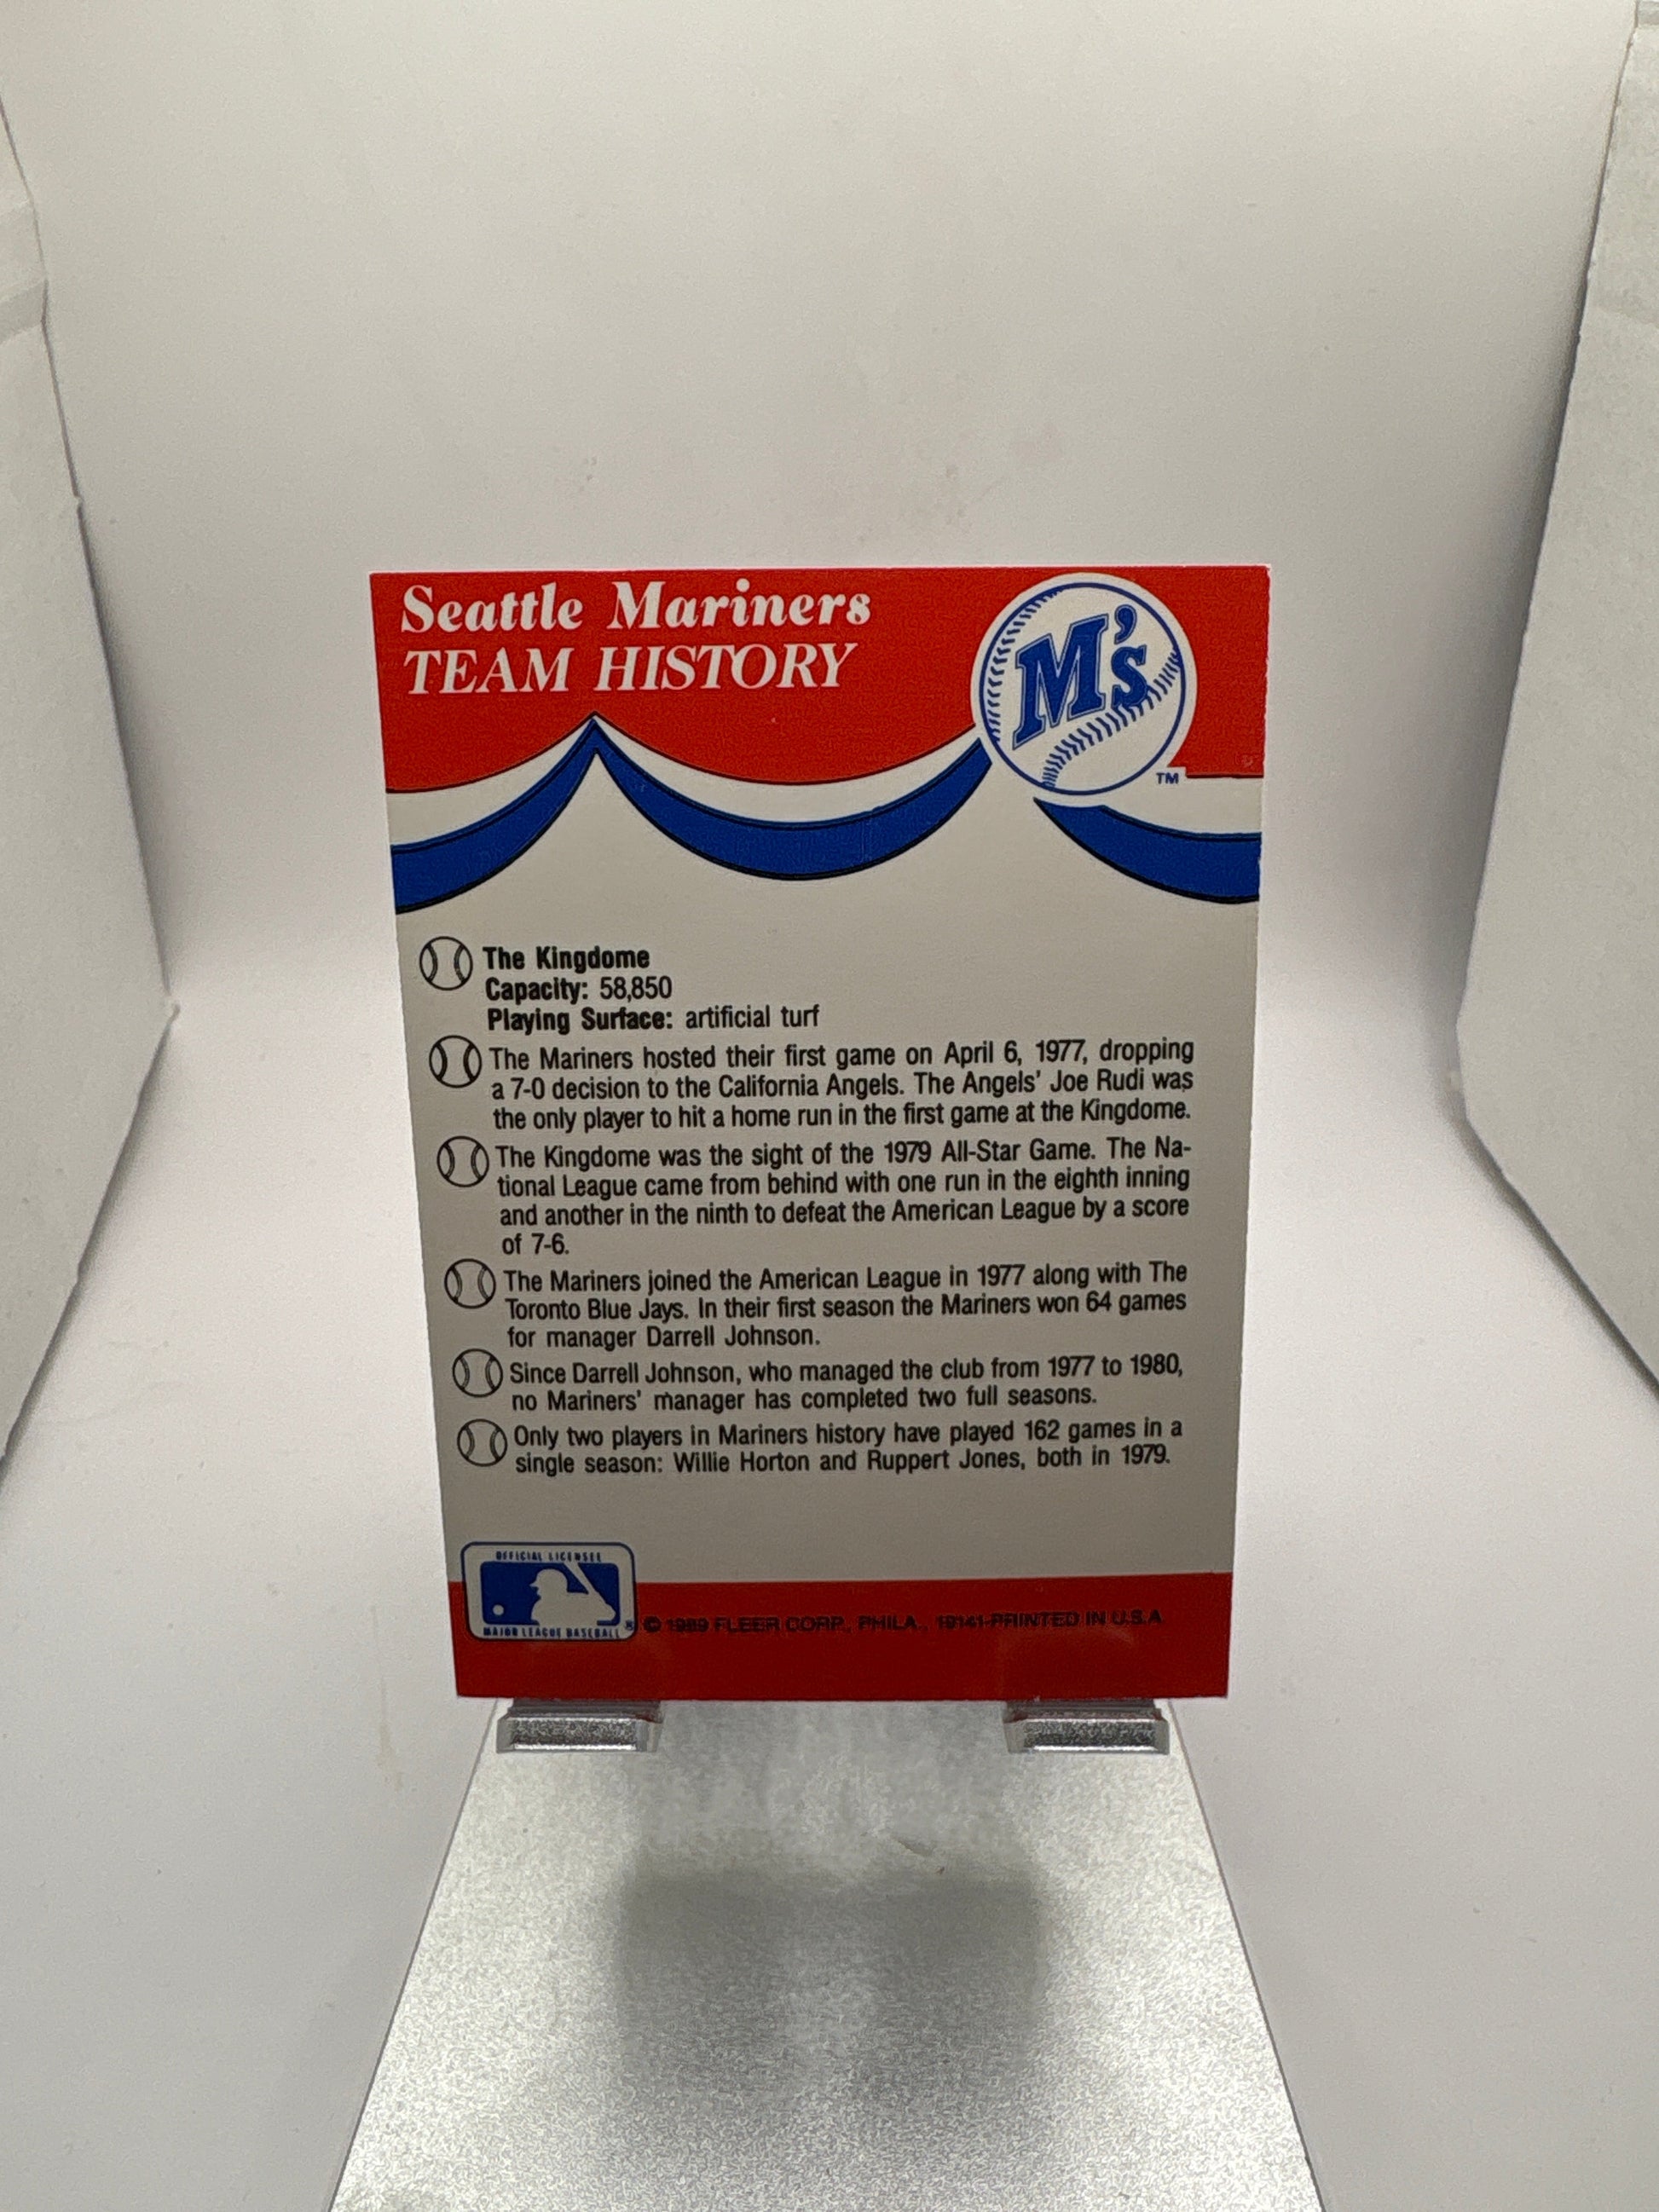 Seattle Mariners
TEAM HISTORY
M's
TM
The Kingdome
Capacity: 58,850
Playing Surface: artificial turf
The Mariners hosted their first game on April 6, 1977, dropping
a 7-0 decision to the California Angels. The Angels' Joe Rudi was
the only player to hit a home run in the first game at the Kingdome.
The Kingdome was the sight of the 1979 All-Star Game. The Na-
tional League came from behind with one run in the eighth inning
and another in the ninth to defeat the American League by a score
of 7-6.
The Mariners joined the American League in 1977 along with The
Toronto Blue Jays. In their first season the Mariners won 64 games
for manager Darrell Johnson.
Since Darrell Johnson, who managed the club from 1977 to 1980,
no Mariners' manager has completed two full seasons.
Only two players in Mariners history have played 162 games in a
single season: Willie Horton and Ruppert Jones, both in 1979.
OFFICIAL LICENSEE
MAJOR LEAGUE BASEBALL ®
© 1989 FLEER CORP., PHILA., 19141-PRINTED IN U.S.A